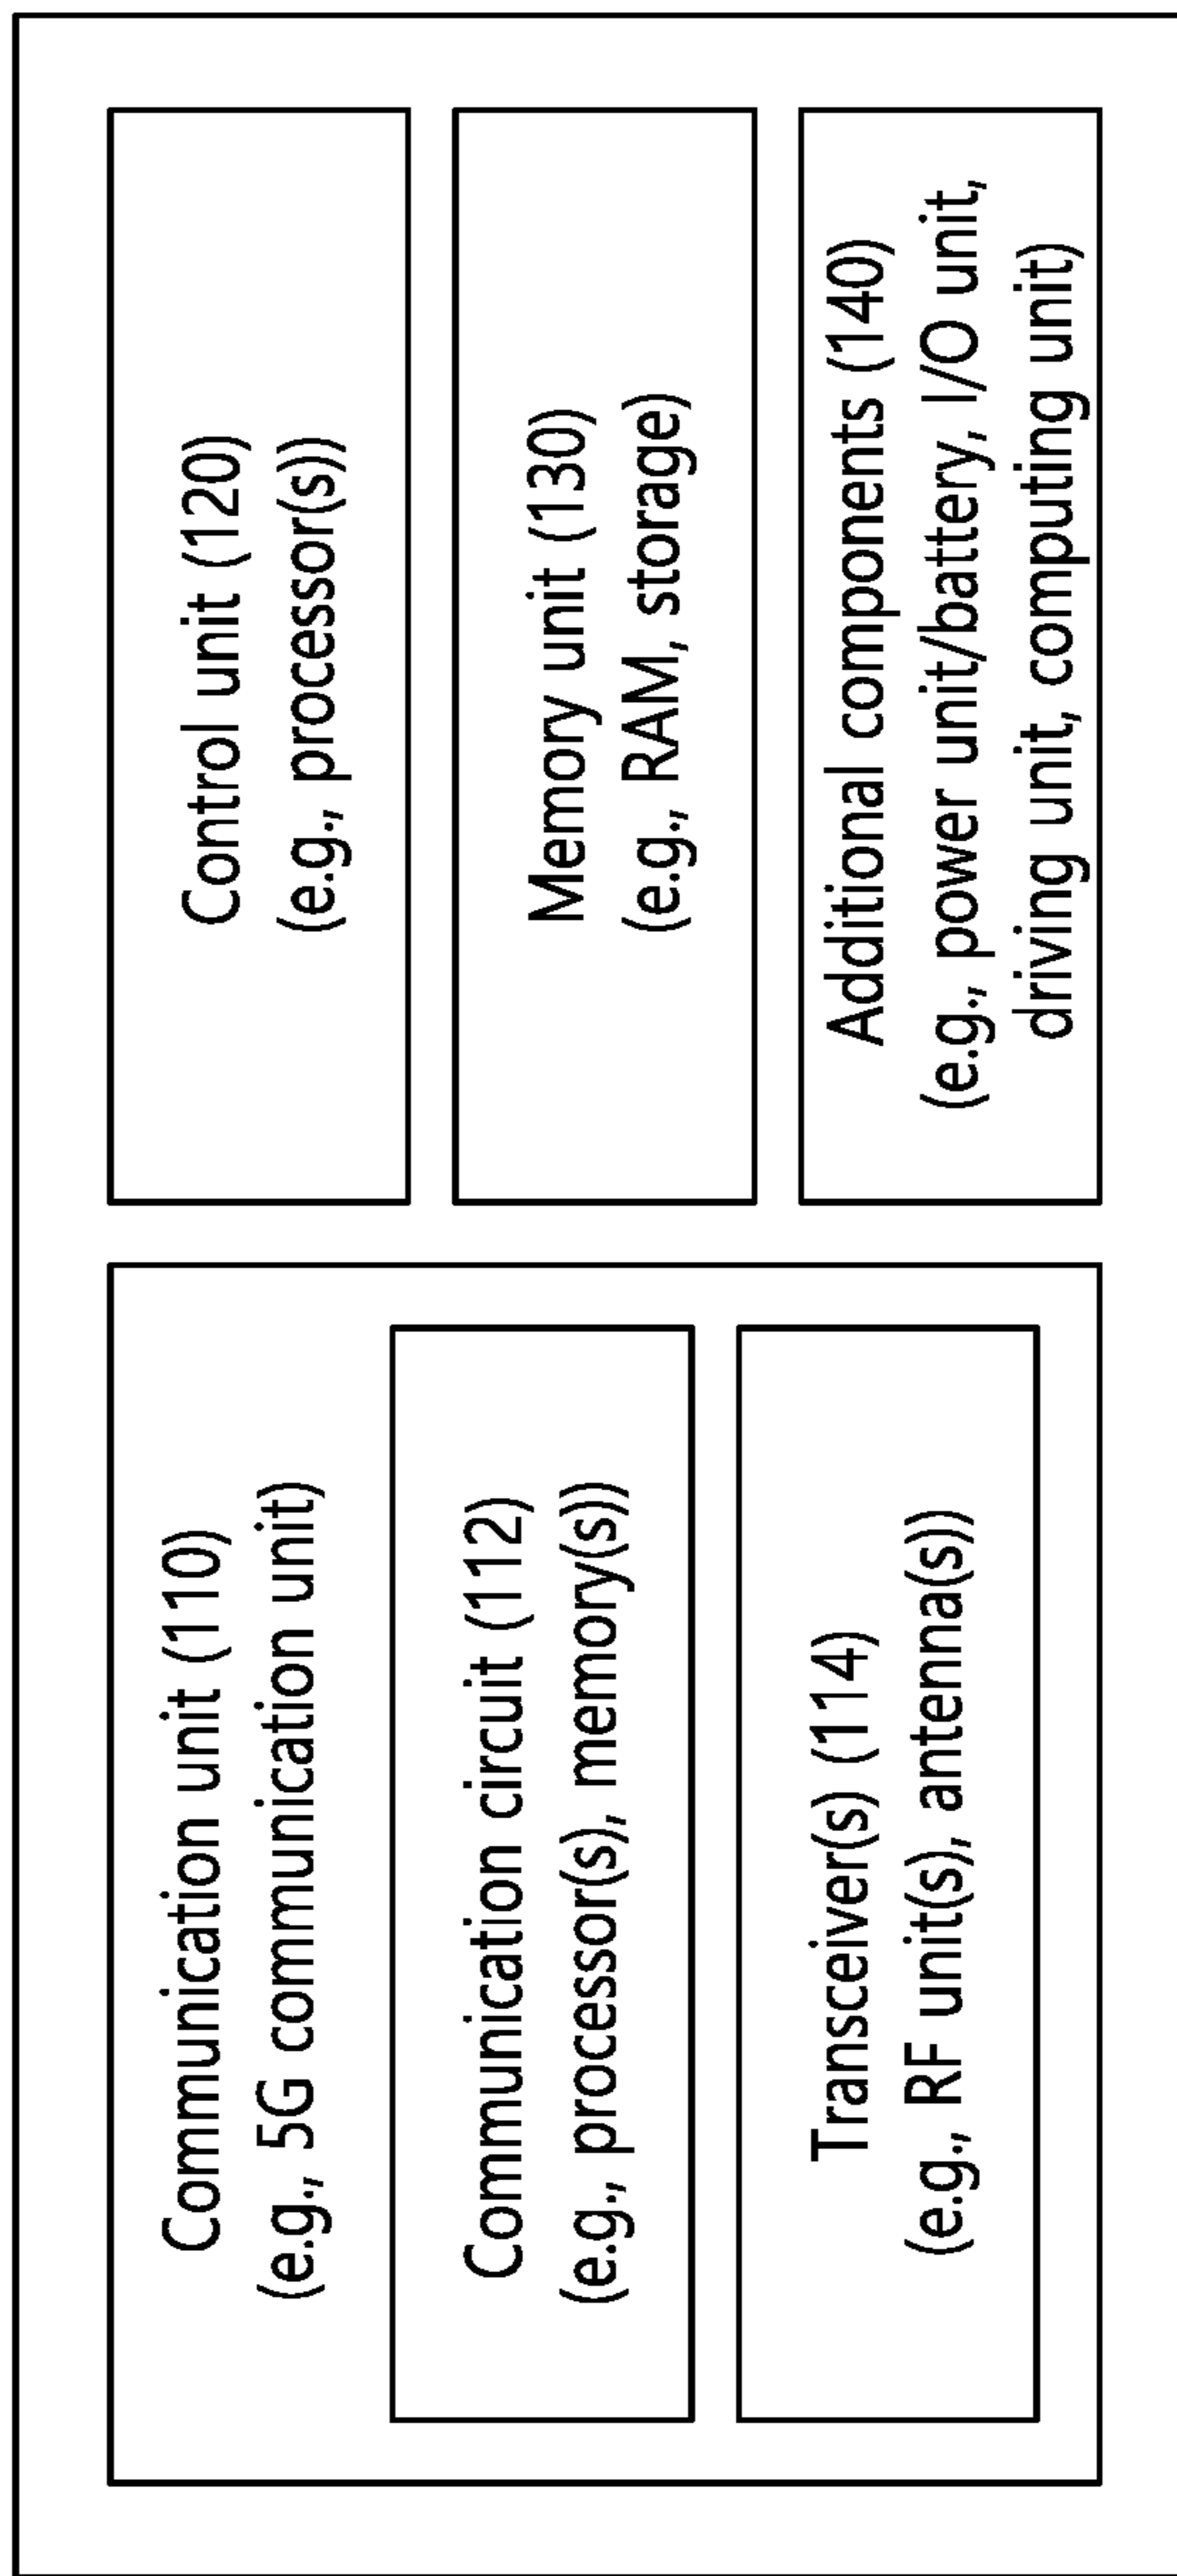 Communication unit (110)
(e.g., 5G communication unit)
Communication circuit (112)
(e.g., processor(s), memory(s))
Transceiver(s) (114)
(e.g., RF unit(s), antenna(s))
Control unit (120)
(e.g., processor(s))
Memory unit (130)
(e.g., RAM, storage)
Additional components (140)
(e.g., power unit/battery, I/O unit,
driving unit, computing unit)